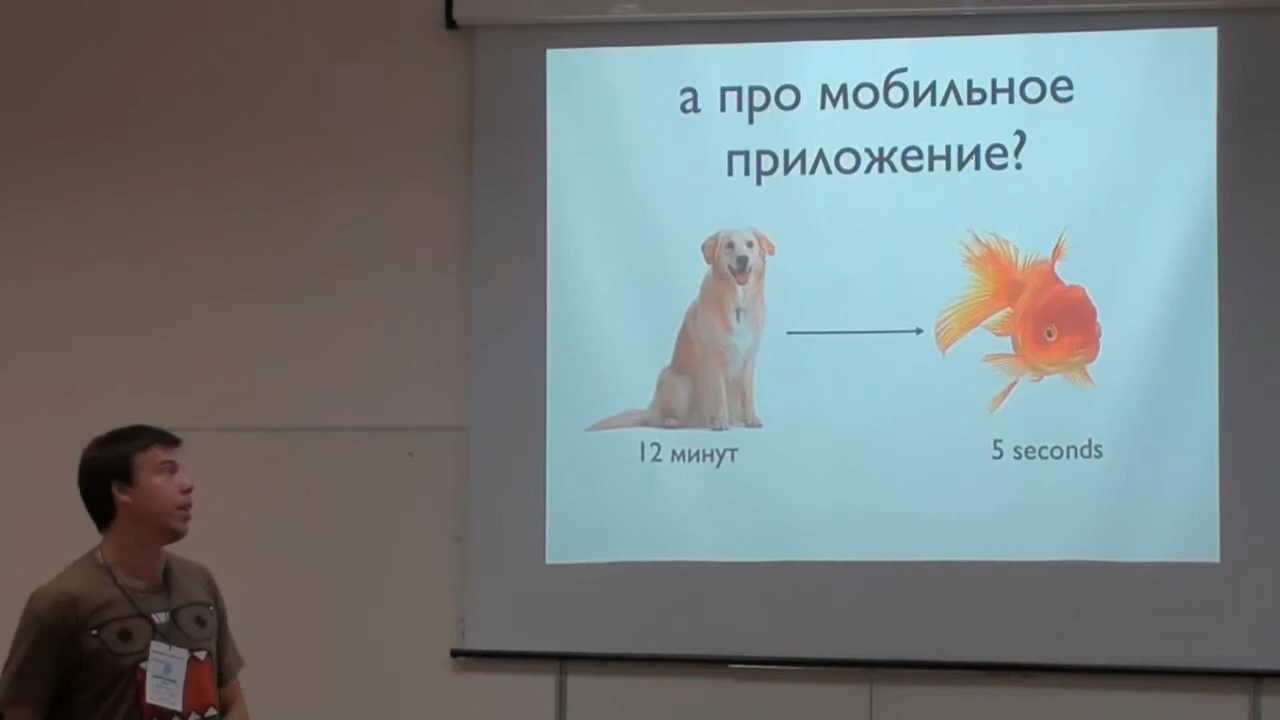 а про мобильное
приложение?
12 минут
5 seconds